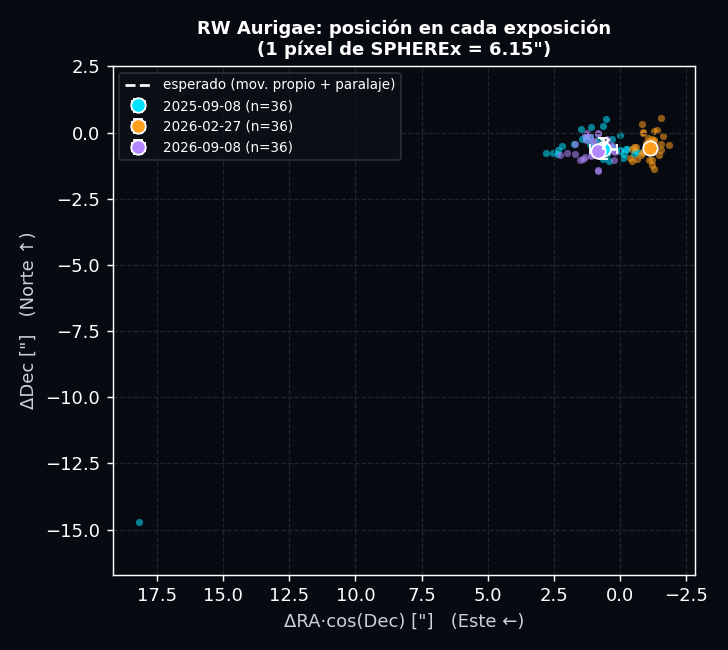 RW Aurigae: posición en cada exposición
(1 píxel de SPHEREx = 6.15")
esperado (mov. propio + paralaje)
2025-09-08 (n=36)
2026-02-27 (n=36)
2026-09-08 (n=36)
2.5
0.0
−2.5
−5.0
−7.5
−10.0
−12.5
−15.0
ΔDec ["]   (Norte ↑)
17.5 15.0 12.5 10.0 7.5 5.0 2.5 0.0 −2.5
ΔRA·cos(Dec) ["]   (Este ←)